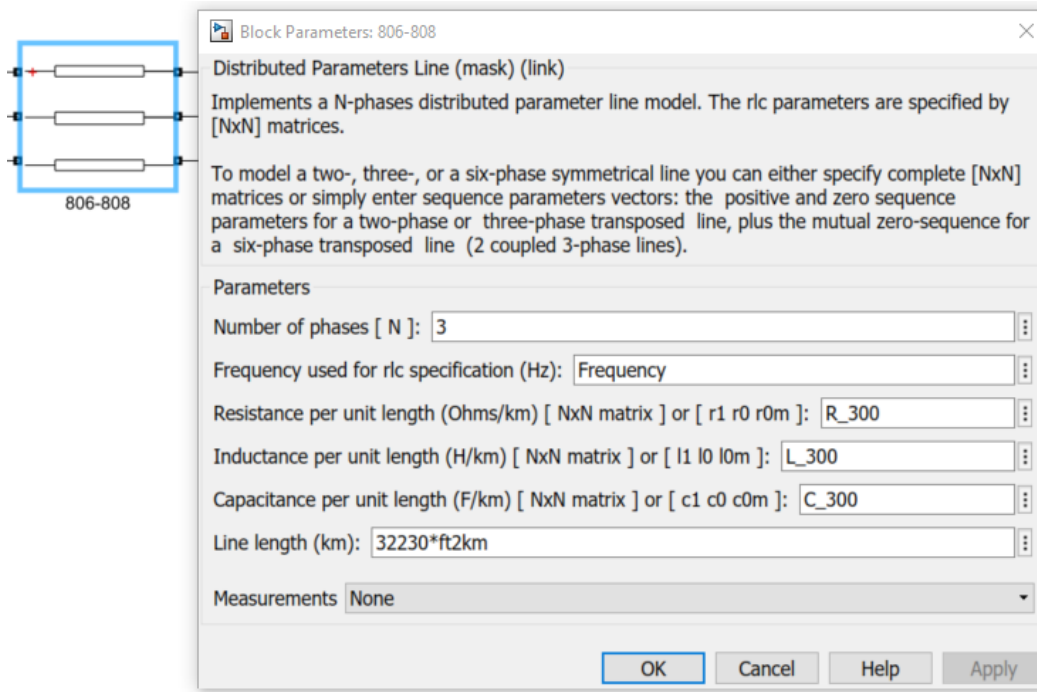 Block Parameters: 806-808
Distributed Parameters Line (mask) (link)
Implements a N-phases distributed parameter line model. The rlc parameters are specified by
[NxN] matrices.
To model a two-, three-, or a six-phase symmetrical line you can either specify complete [NxN]
matrices or simply enter sequence parameters vectors: the positive and zero sequence
parameters for a two-phase or three-phase transposed line, plus the mutual zero-sequence for
a six-phase transposed line (2 coupled 3-phase lines).
806-808
Parameters
Number of phases [ N ]: 3
Frequency used for rlc specification (Hz): Frequency
Resistance per unit length (Ohms/km) [ NxN matrix ] or [ r1 r0 r0m ]: R_300
Inductance per unit length (H/km) [ NxN matrix ] or [ l1 l0 l0m ]: L_300
Capacitance per unit length (F/km) [ NxN matrix ] or [ c1 c0 c0m ]: C_300
Line length (km): 32230*ft2km
Measurements None
OK Cancel Help Apply